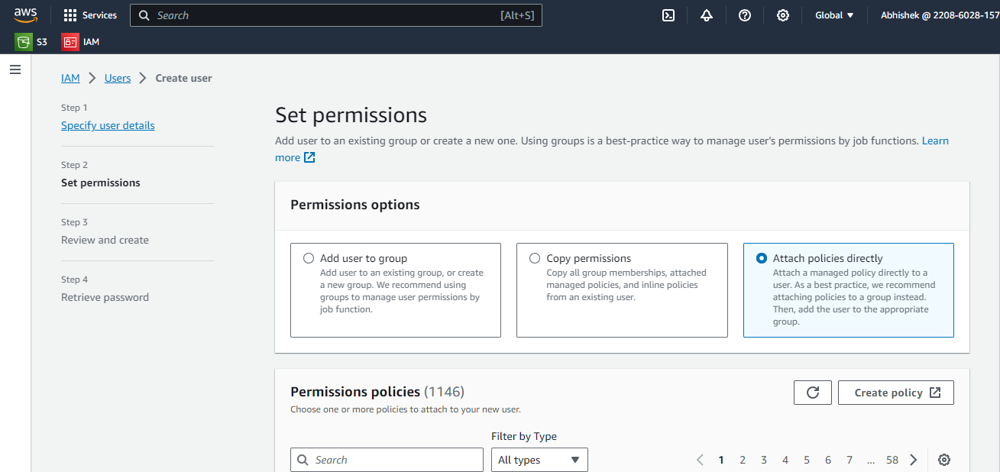 aws
Services
Search
[Alt+S]
Global
Abhishek @ 2208-6028-157
S3
IAM
IAM
Users
Create user
Step 1
Specify user details
Step 2
Set permissions
Step 3
Review and create
Step 4
Retrieve password
Set permissions
Add user to an existing group or create a new one. Using groups is a best-practice way to manage user's permissions by job functions. Learn
more
Permissions options
Add user to group
Add user to an existing group, or create
a new group. We recommend using
groups to manage user permissions by
job function.
Copy permissions
Copy all group memberships, attached
managed policies, and inline policies
from an existing user.
Attach policies directly
Attach a managed policy directly to a
user. As a best practice, we recommend
attaching policies to a group instead.
Then, add the user to the appropriate
group.
Permissions policies (1146)
Choose one or more policies to attach to your new user.
Create policy
Filter by Type
Search
All types
1 2 3 4 5 6 7 ... 58